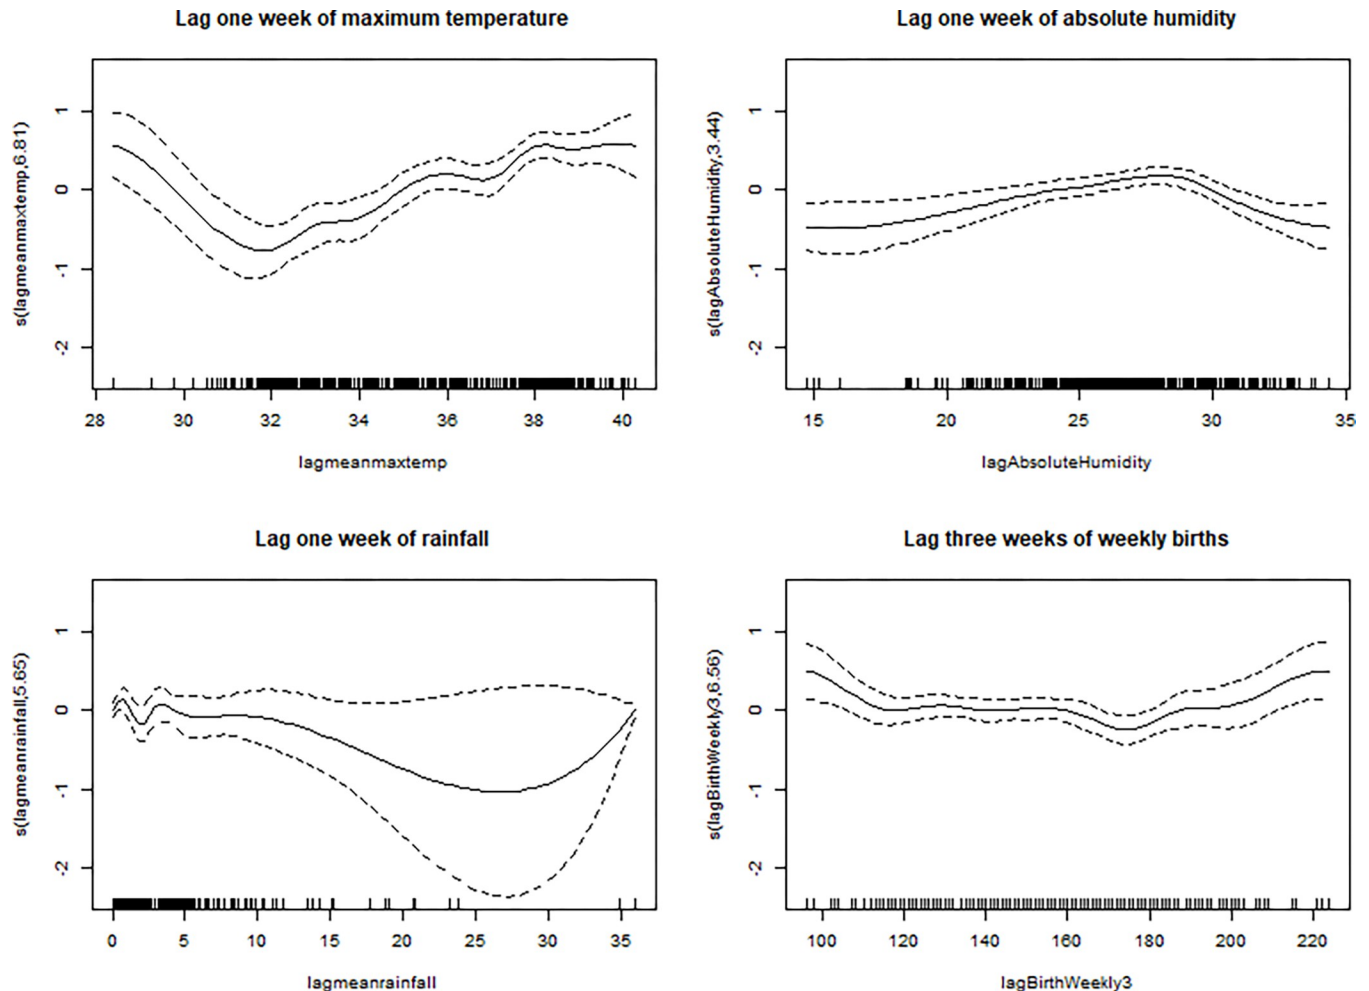 Lag one week of maximum temperature
s(lagmeanmaxtemp,6.81)
1
0
-1
-2
28 30 32 34 36 38 40
lagmeanmaxtemp
Lag one week of absolute humidity
s(lagAbsoluteHumidity,3.44)
1
0
-1
-2
15 20 25 30 35
lagAbsoluteHumidity
Lag one week of rainfall
s(lagmeanrainfall,5.65)
1
0
-1
-2
0 5 10 15 20 25 30 35
lagmeanrainfall
Lag three weeks of weekly births
s(lagBirthWeekly3,6.56)
1
0
-1
-2
100 120 140 160 180 200 220
lagBirthWeekly3